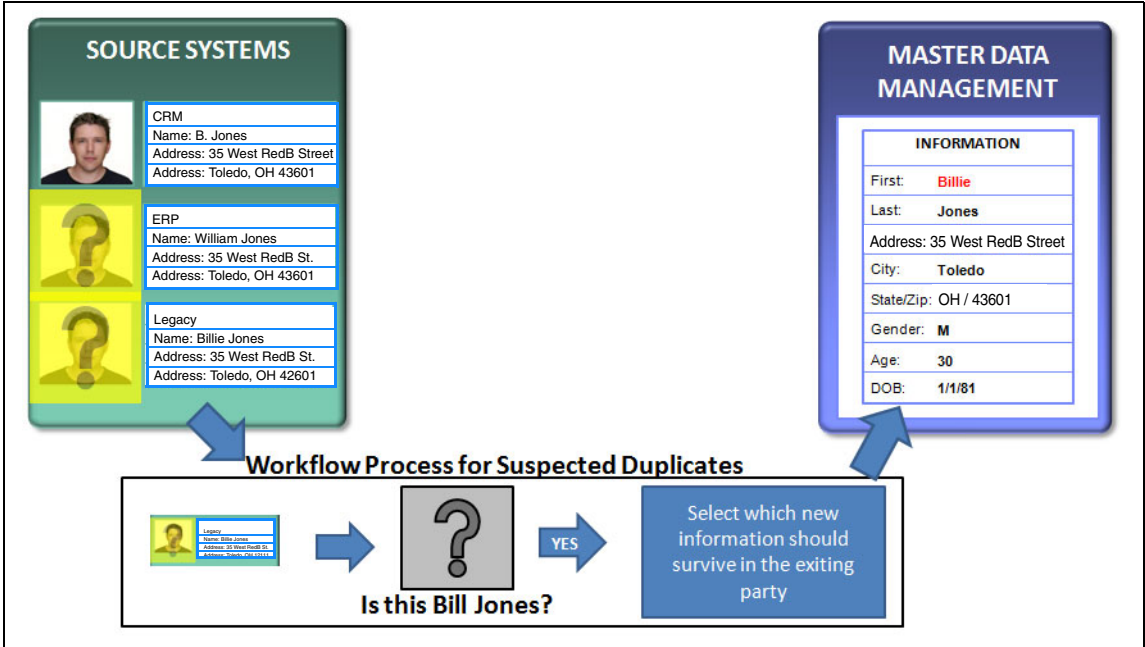 SOURCE SYSTEMS
CRM
Name: B. Jones
Address: 35 West RedB Street
Address: Toledo, OH 43601
ERP
Name: William Jones
Address: 35 West RedB St.
Address: Toledo, OH 43601
Legacy
Name: Billie Jones
Address: 35 West RedB St.
Address: Toledo, OH 42601
MASTER DATA
MANAGEMENT
INFORMATION
First: Billie
Last: Jones
Address: 35 West RedB Street
City: Toledo
State/Zip: OH / 43601
Gender: M
Age: 30
DOB: 1/1/81
Workflow Process for Suspected Duplicates
Legacy
Name: Billie Jones
Address: 35 West RedB St.
Address: Toledo, OH
Is this Bill Jones?
YES
Select which new
information should
survive in the exiting
party